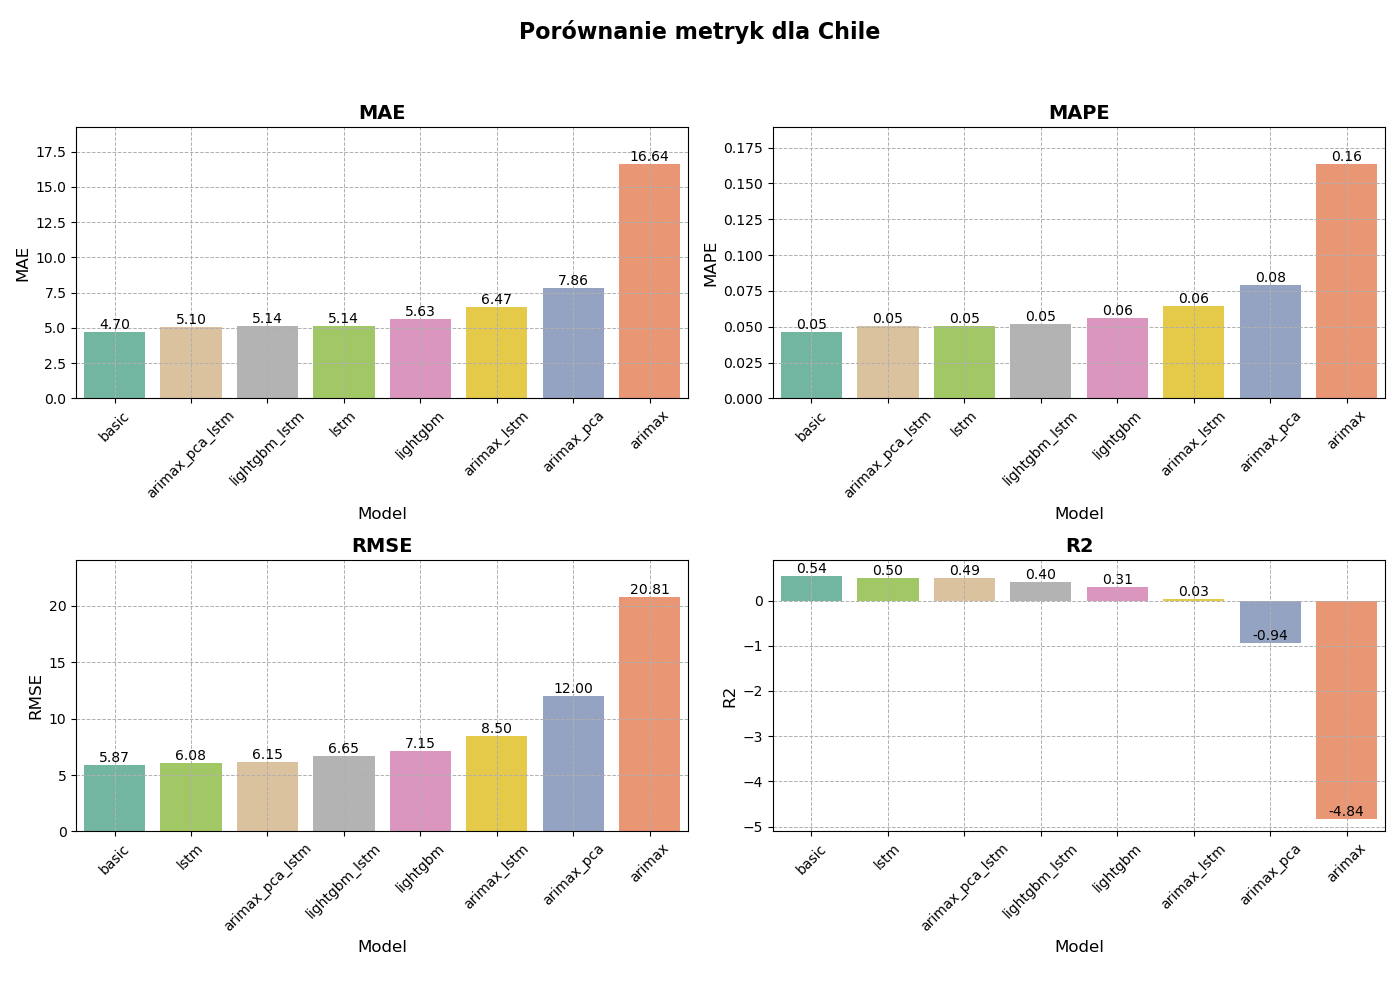 Porównanie metryk dla Chile
MAE
MAE
17.5
15.0
12.5
10.0
7.5
5.0
2.5
0.0
4.70
5.10
5.14
5.14
5.63
6.47
7.86
16.64
basic
arimax_pca_lstm
lightgbm_lstm
lstm
lightgbm
arimax_lstm
arimax_pca
arimax
Model
MAPE
MAPE
0.175
0.150
0.125
0.100
0.075
0.050
0.025
0.000
0.05
0.05
0.05
0.05
0.06
0.06
0.08
0.16
basic
arimax_pca_lstm
lstm
lightgbm_lstm
lightgbm
arimax_lstm
arimax_pca
arimax
Model
RMSE
RMSE
20
15
10
5
0
5.87
6.08
6.15
6.65
7.15
8.50
12.00
20.81
basic
lstm
arimax_pca_lstm
lightgbm_lstm
lightgbm
arimax_lstm
arimax_pca
arimax
Model
R2
R2
0
−1
−2
−3
−4
−5
0.54
0.50
0.49
0.40
0.31
0.03
-0.94
-4.84
basic
lstm
arimax_pca_lstm
lightgbm_lstm
lightgbm
arimax_lstm
arimax_pca
arimax
Model